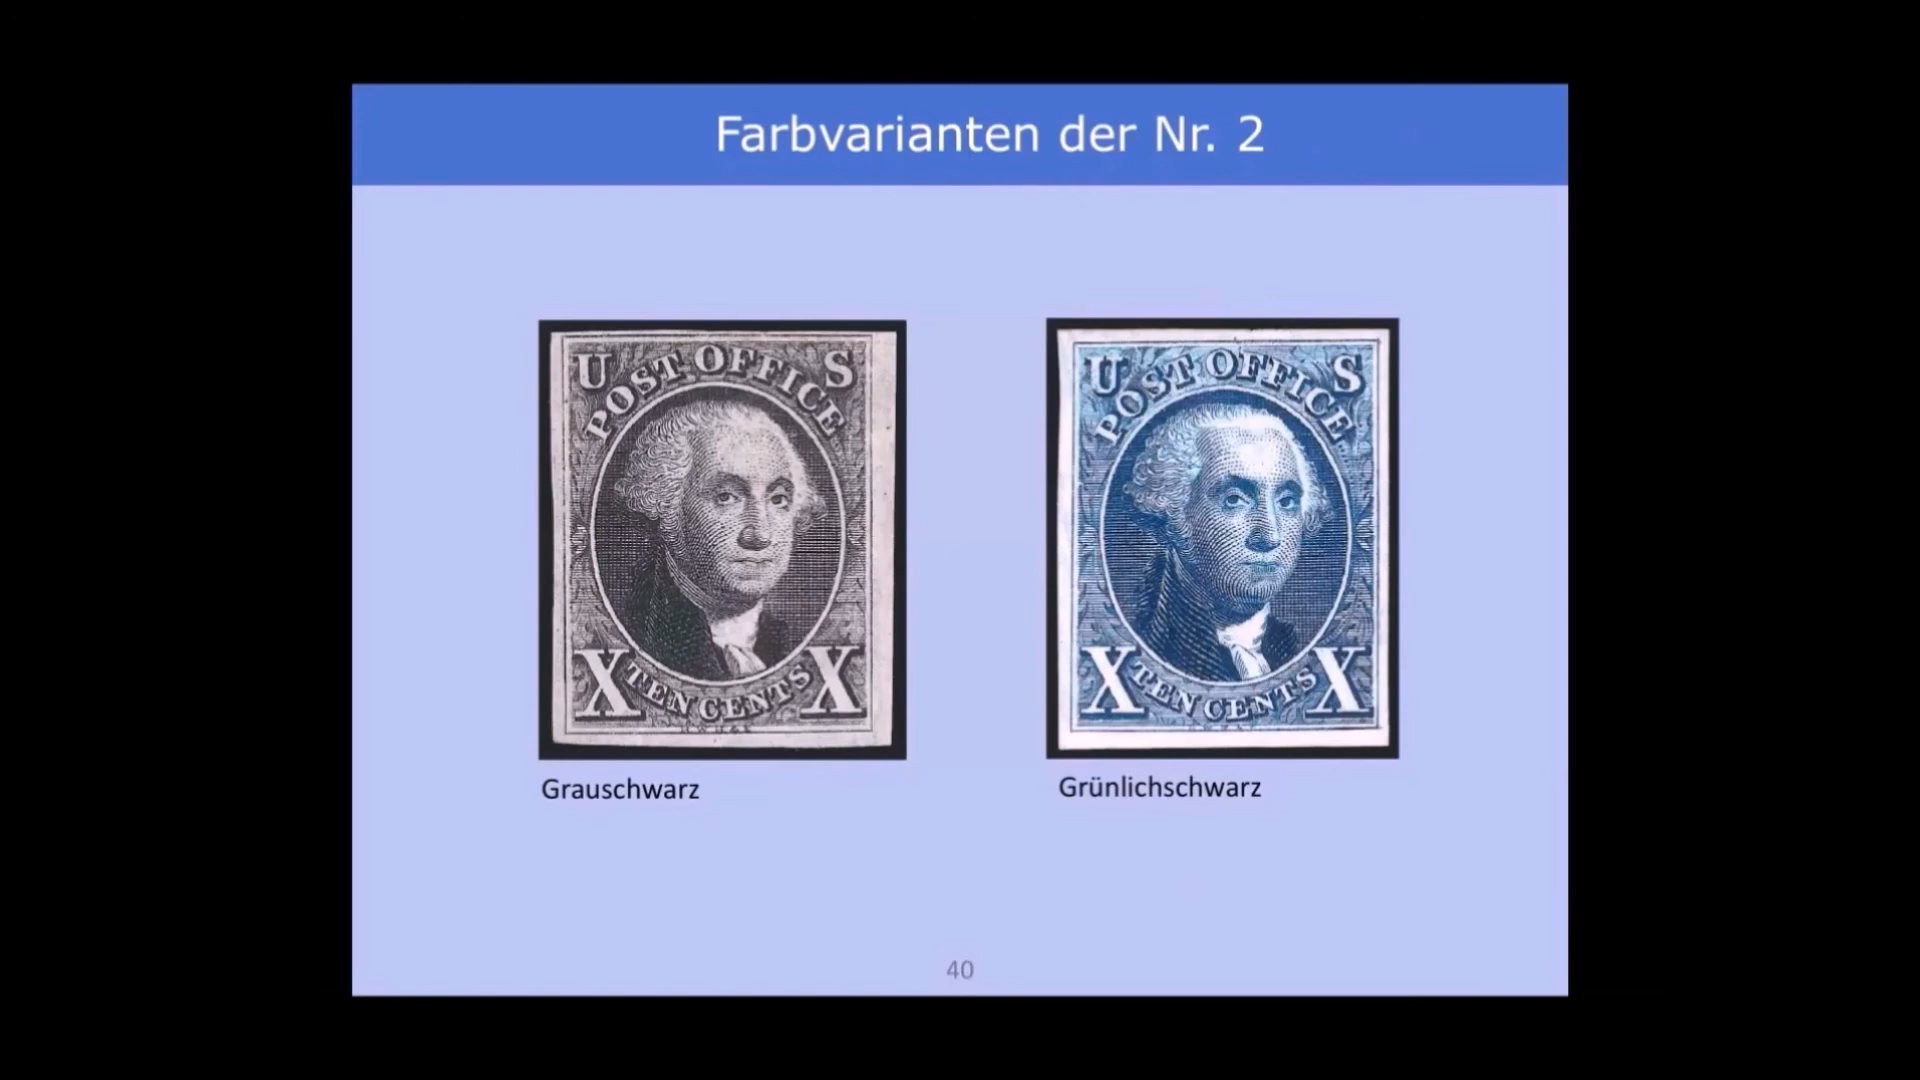 Farbvarianten der Nr. 2
U S
POST OFFICE
X TEN CENTS X
U S
POST OFFICE
X TEN CENTS X
Grauschwarz
Grünlichschwarz
40